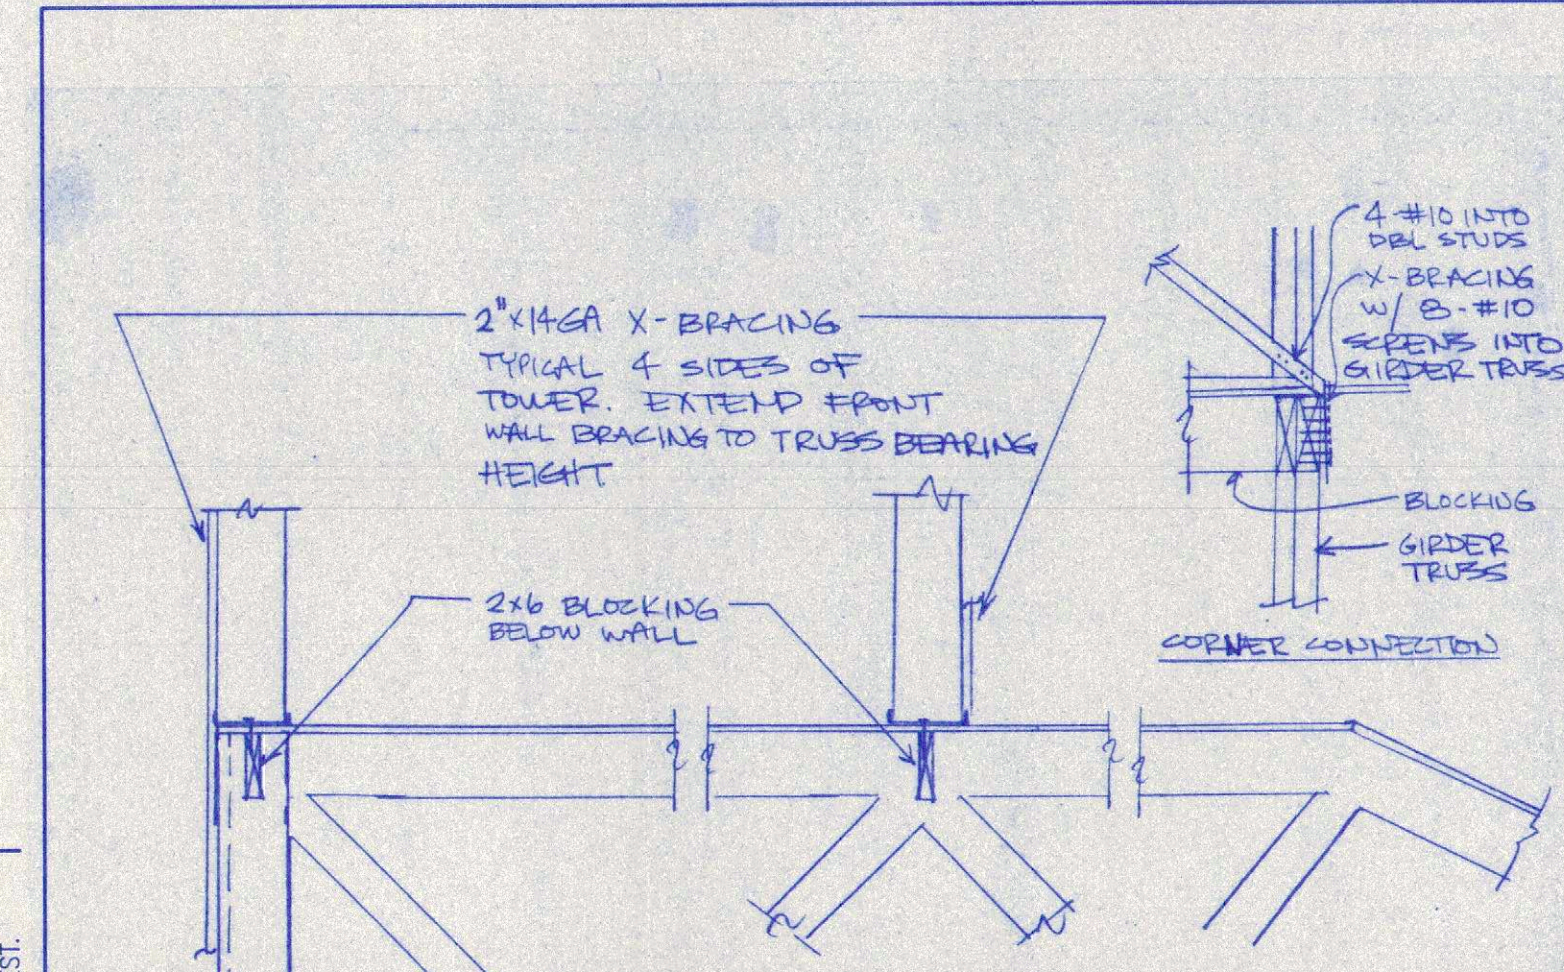 2"x14GA X-BRACING
TYPICAL 4 SIDES OF
TOWER. EXTEND FRONT
WALL BRACING TO TRUSS BEARING
HEIGHT
2x6 BLOCKING
BELOW WALL
4-#10 INTO
DBL STUDS
X-BRACING
W/ 8-#10
SCREWS INTO
GIRDER TRUSS
BLOCKING
GIRDER
TRUSS
CORNER CONNECTION
ST.